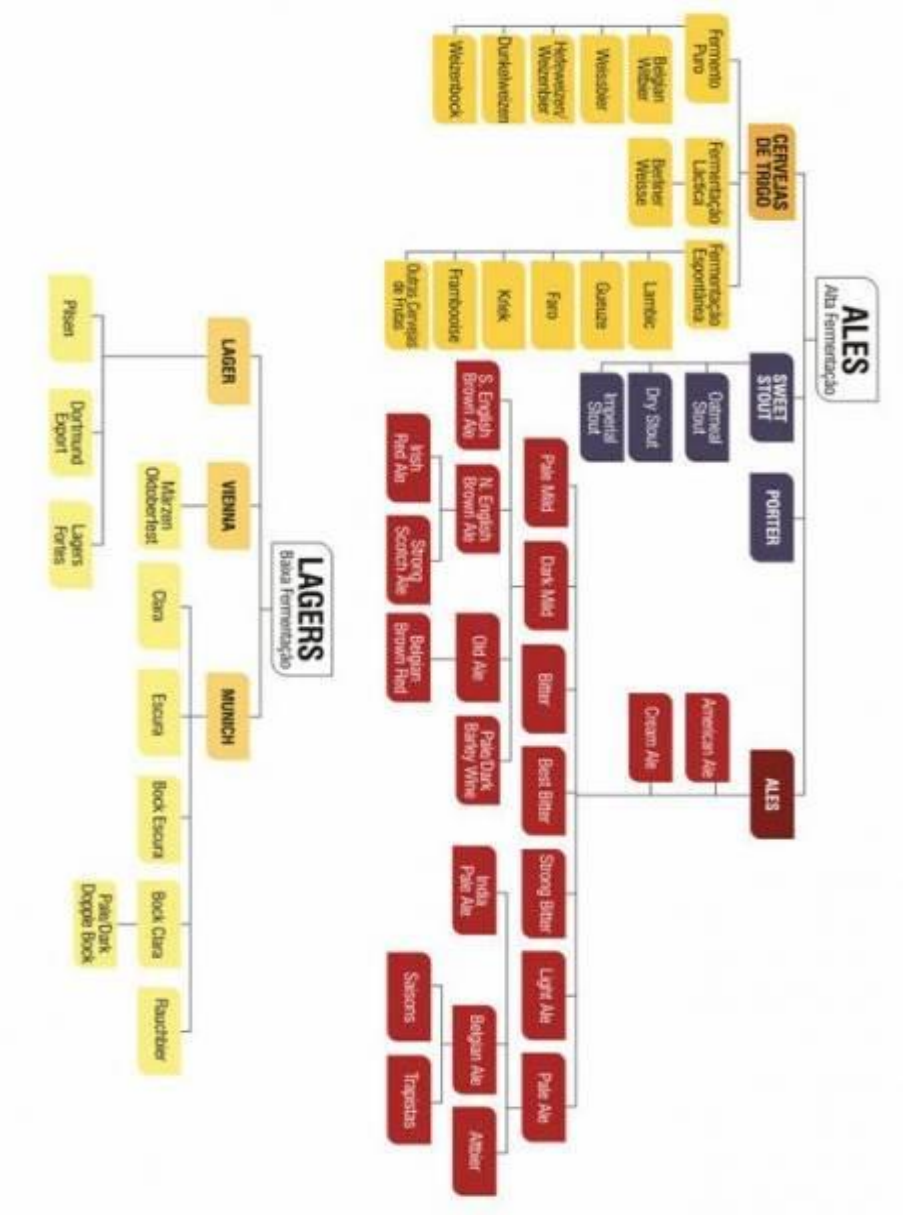 ALES
Alta Fermentação
CERVEJAS
DE TRIGO
SWEET
STOUT
PORTER
ALES
Fermento
Puro
Fermentação
Láctica
Fermentação
Espontânea
Oatmeal
Stout
American Ale
Belgian
Witbier
Berliner
Weisse
Lambic
Dry Stout
Cream Ale
Weissbier
Gueuze
Imperial
Stout
Hefeweizen/
Weizenbier
Faro
Pale Mild
Dark Mild
Bitter
Best Bitter
Strong Bitter
Light Ale
Pale Ale
Dunkelweizen
Kriek
Weizenbock
Frambooise
S. English
Brown Ale
N. English
Brown Ale
Old Ale
Pale/Dark
Barley Wine
India
Pale Ale
Belgian Ale
Altbier
Outras Cervejas
de Frutas
Irish
Red Ale
Strong
Scotch Ale
Belgian
Brown Red
Saisons
Trapistas
LAGERS
Baixa Fermentação
LAGER
VIENNA
MUNICH
Märzen
Oktoberfest
Clara
Escura
Bock Escura
Bock Clara
Rauchbier
Pilsen
Dortmund
Export
Lagers
Fortes
Pale/Dark
Dopple Bock